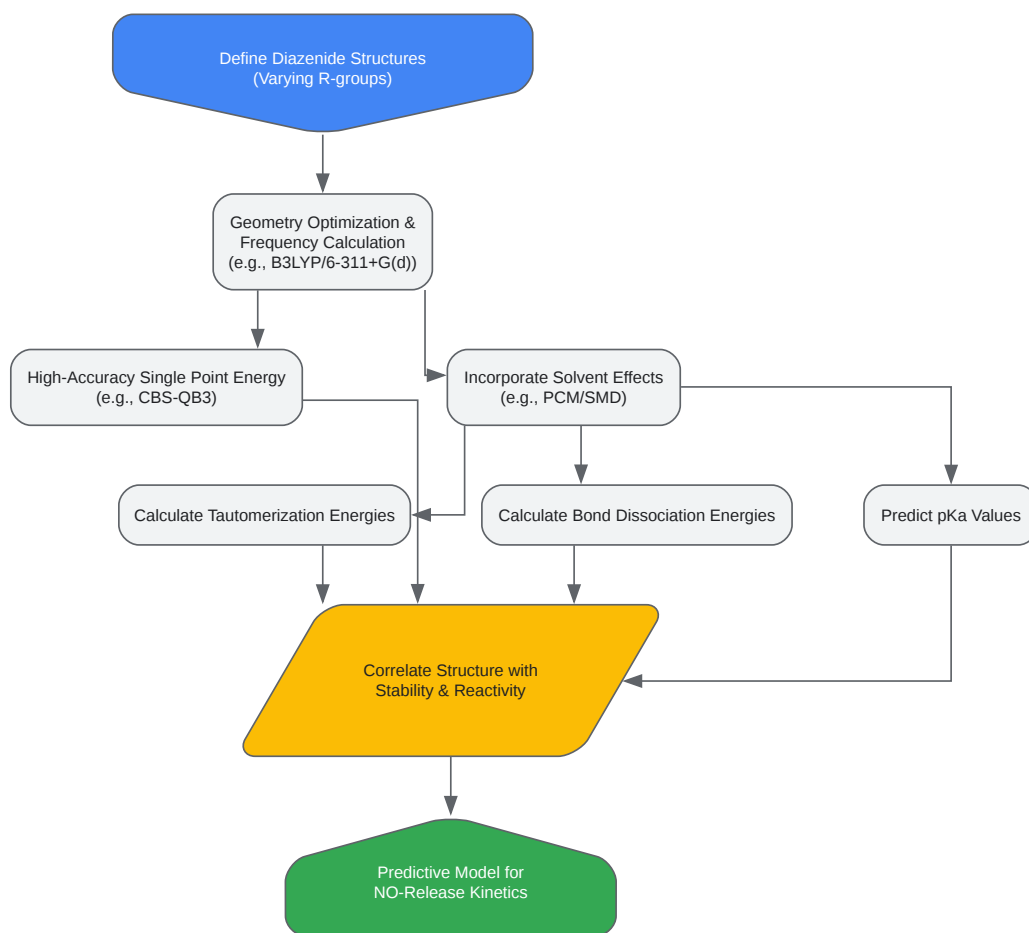 Define Diazenide Structures
(Varying R-groups)
Geometry Optimization &
Frequency Calculation
(e.g., B3LYP/6-311+G(d))
High-Accuracy Single Point Energy
(e.g., CBS-QB3)
Incorporate Solvent Effects
(e.g., PCM/SMD)
Calculate Tautomerization Energies
Calculate Bond Dissociation Energies
Predict pKa Values
Correlate Structure with
Stability & Reactivity
Predictive Model for
NO-Release Kinetics